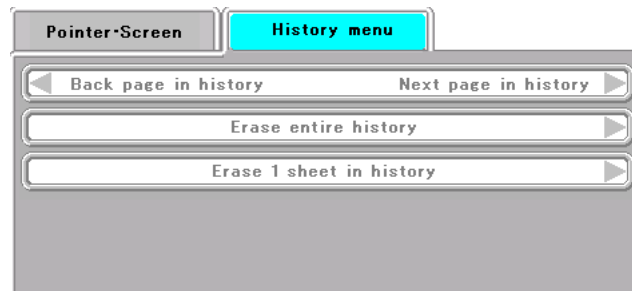 Pointer·Screen History menu
Back page in history Next page in history
Erase entire history
Erase 1 sheet in history